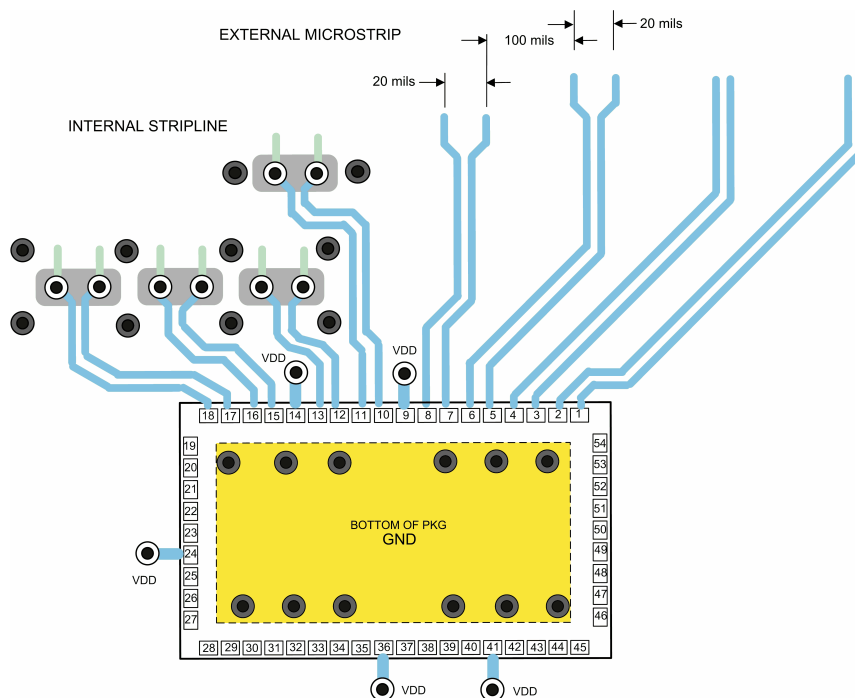 EXTERNAL MICROSTRIP
100 mils
20 mils
20 mils
INTERNAL STRIPLINE
VDD
VDD
18 17 16 15 14 13 12 11 10 9 8 7 6 5 4 3 2 1
19
20
21
22
23
24
25
26
27
54
53
52
51
50
49
48
47
46
BOTTOM OF PKG
GND
VDD
28 29 30 31 32 33 34 35 36 37 38 39 40 41 42 43 44 45
VDD
VDD